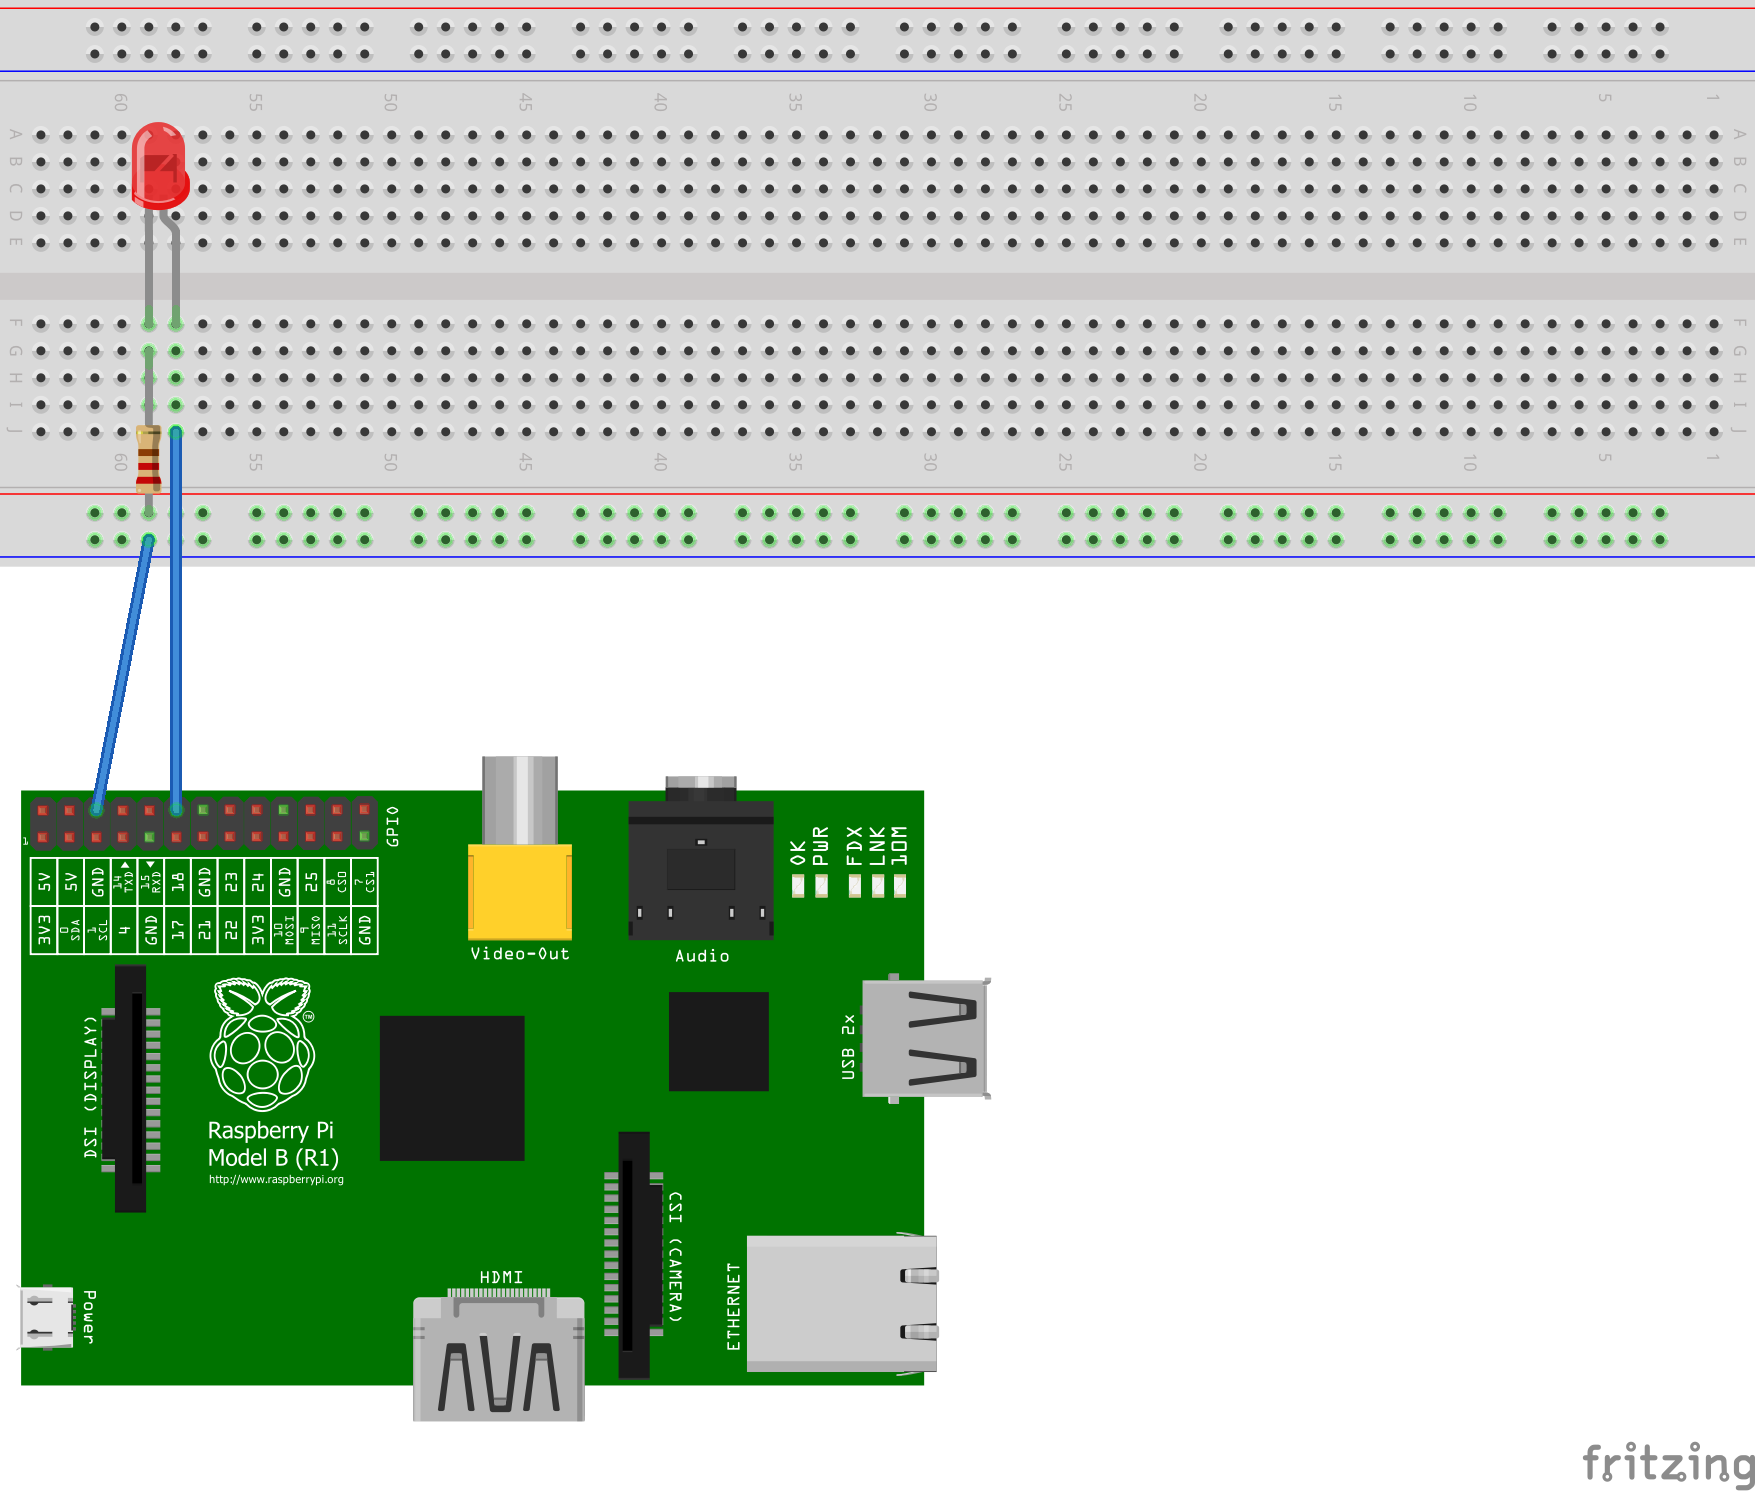 60 55 50 45 40 35 30 25 20 15 10 5 1
A A
B B
C C
D D
E E
F F
G G
H H
I I
J J
60 55 50 45 40 35 30 25 20 15 10 5 1
GPIO
1
5V 5V GND 14 TXD 15 RXD 18 GND 23 24 GND 25 8 CS0 7 CS1
3V3 0 SDA 1 SCL 4 GND 17 21 22 3V3 10 MOSI 9 MISO 11 SCLK GND
OK PWR FDX LNK 10M
Video-Out
Audio
DSI (DISPLAY)
TM
USB 2x
Raspberry Pi
Model B (R1)
http://www.raspberrypi.org
CSI (CAMERA)
HDMI
ETHERNET
Power
fritzing